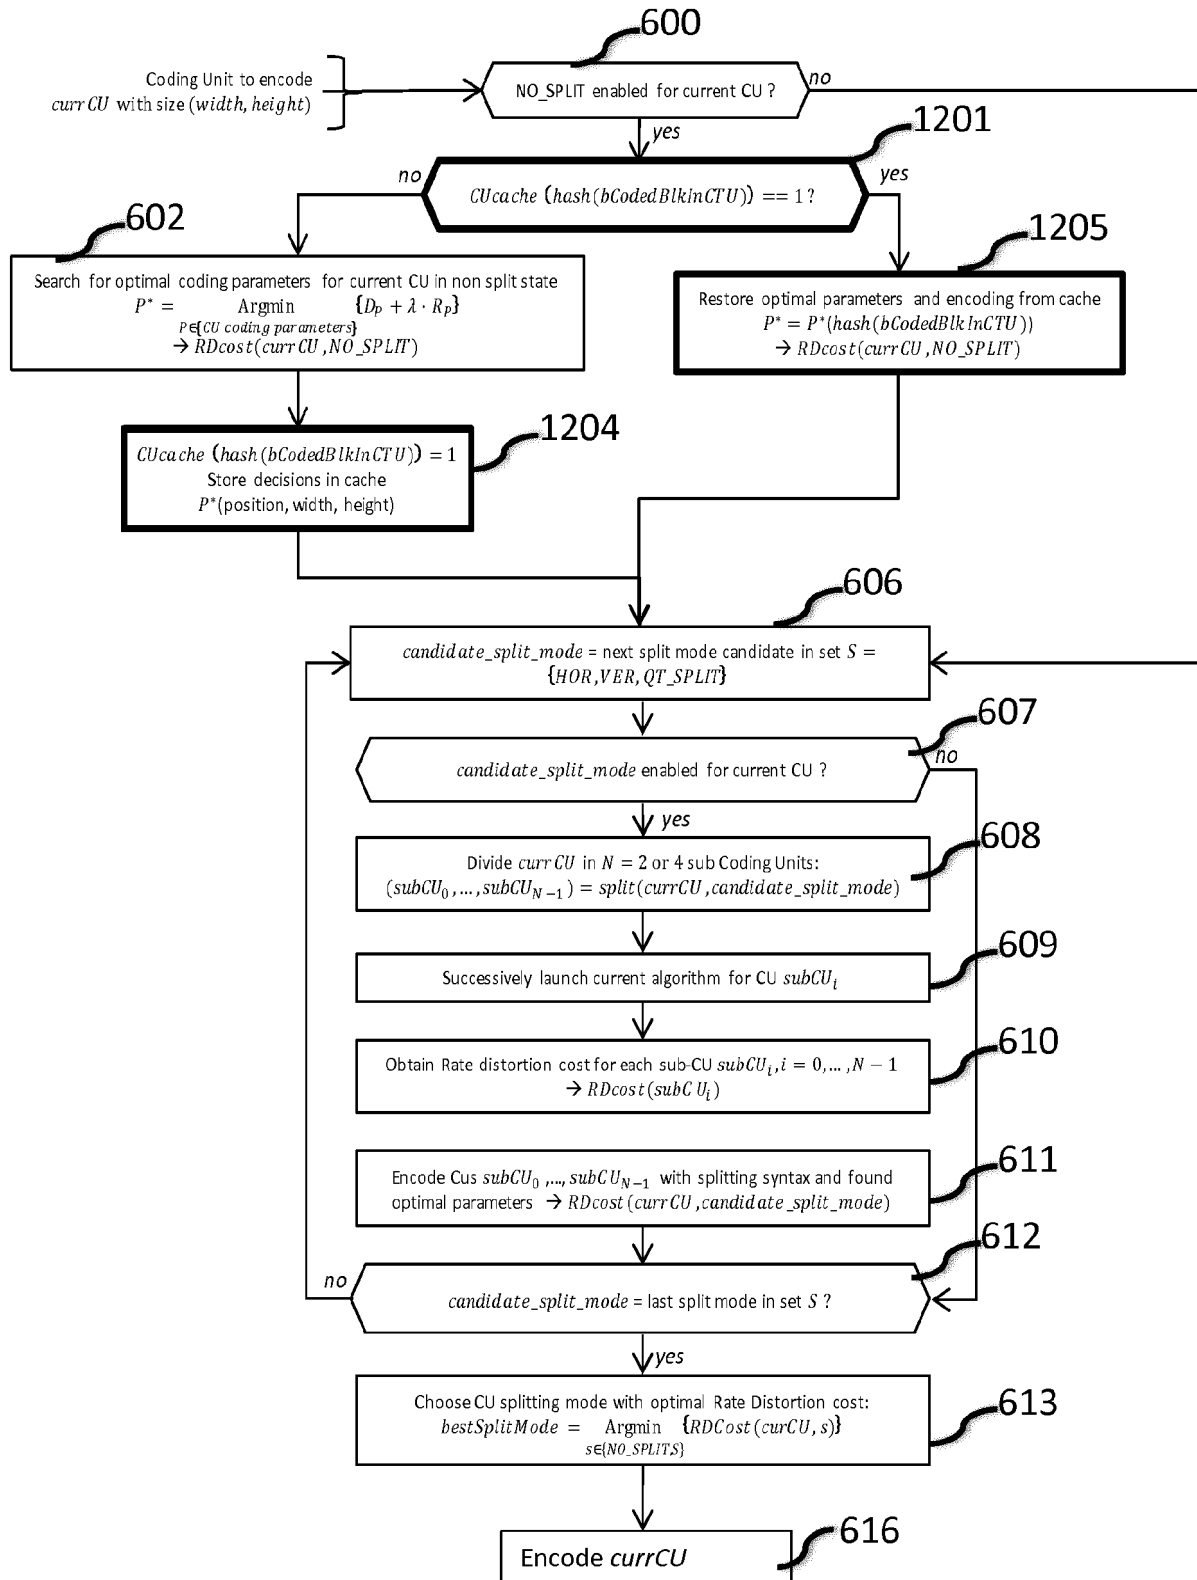 600
Coding Unit to encode
currCU with size (width, height)
NO_SPLIT enabled for current CU ?
no
yes
1201
no
CUcache (hash(bCodedBlkInCTU)) == 1 ?
yes
602
1205
Search for optimal coding parameters for current CU in non split state
P* = Argmin {D_P + λ · R_P}
P∈{CU coding parameters}
→ RDcost(currCU,NO_SPLIT)
Restore optimal parameters and encoding from cache
P* = P*(hash(bCodedBlkInCTU))
→ RDcost(currCU,NO_SPLIT)
1204
CUcache (hash(bCodedBlkInCTU)) = 1
Store decisions in cache
P*(position, width, height)
606
candidate_split_mode = next split mode candidate in set S =
{HOR,VER,QT_SPLIT}
607
candidate_split_mode enabled for current CU ?
no
yes
608
Divide currCU in N = 2 or 4 sub Coding Units:
(subCU_0, ..., subCU_{N−1}) = split(currCU,candidate_split_mode)
609
Successively launch current algorithm for CU subCU_i
610
Obtain Rate distortion cost for each sub-CU subCU_i, i = 0, ... , N − 1
→ RDcost(subCU_i)
611
Encode Cus subCU_0 ,..., subCU_{N−1} with splitting syntax and found
optimal parameters → RDcost(currCU,candidate_split_mode)
612
no
candidate_split_mode = last split mode in set S ?
yes
613
Choose CU splitting mode with optimal Rate Distortion cost:
bestSplitMode = Argmin {RDCost(curCU, s)}
s∈{NO_SPLIT,S}
616
Encode currCU